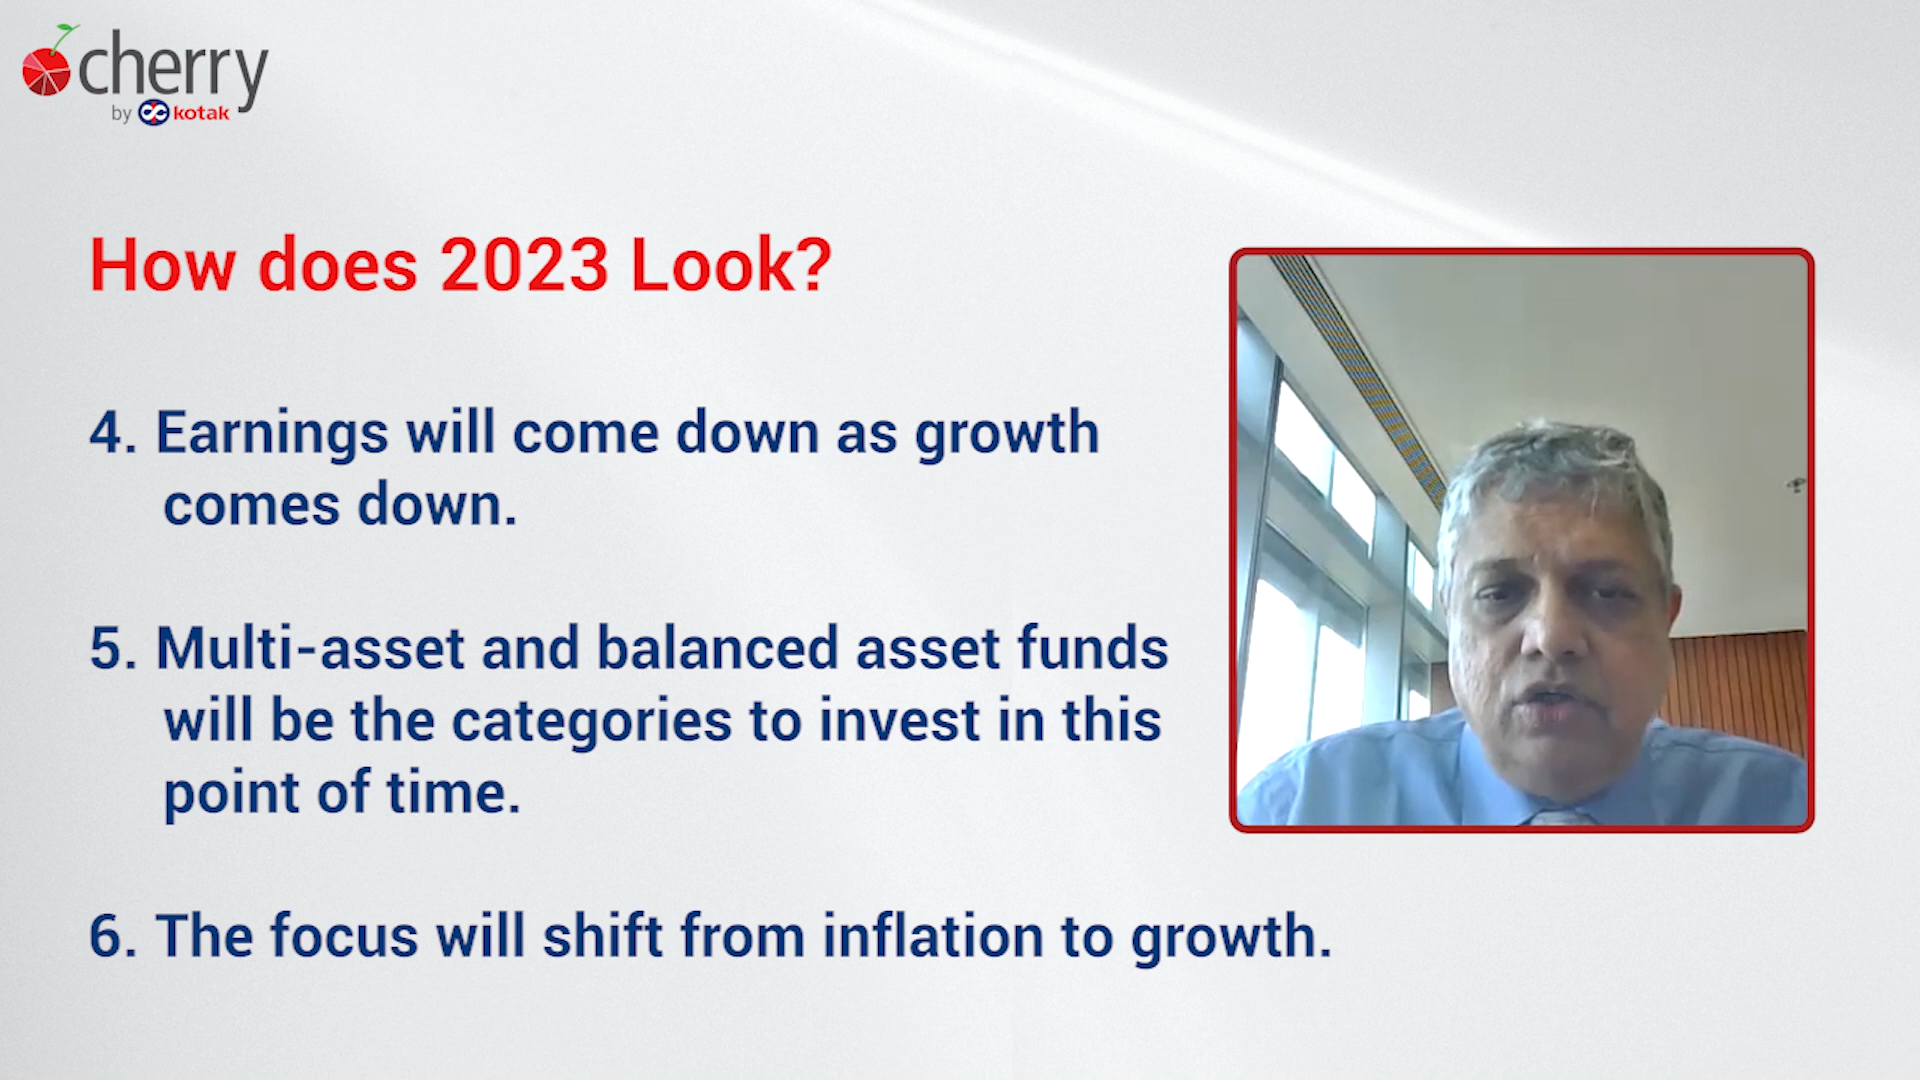 cherry
by kotak
How does 2023 Look?
4. Earnings will come down as growth
comes down.
5. Multi-asset and balanced asset funds
will be the categories to invest in this
point of time.
6. The focus will shift from inflation to growth.